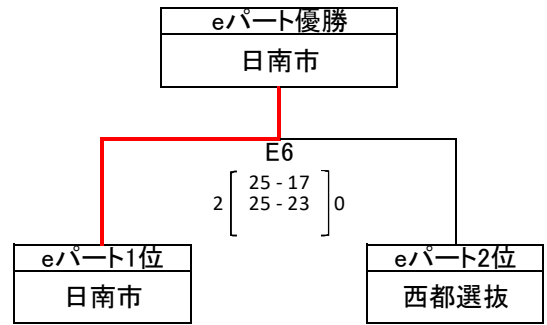 eパート優勝
日南市
E6
25 - 17
2 25 - 23 0
eパート1位 eパート2位
日南市 西都選抜